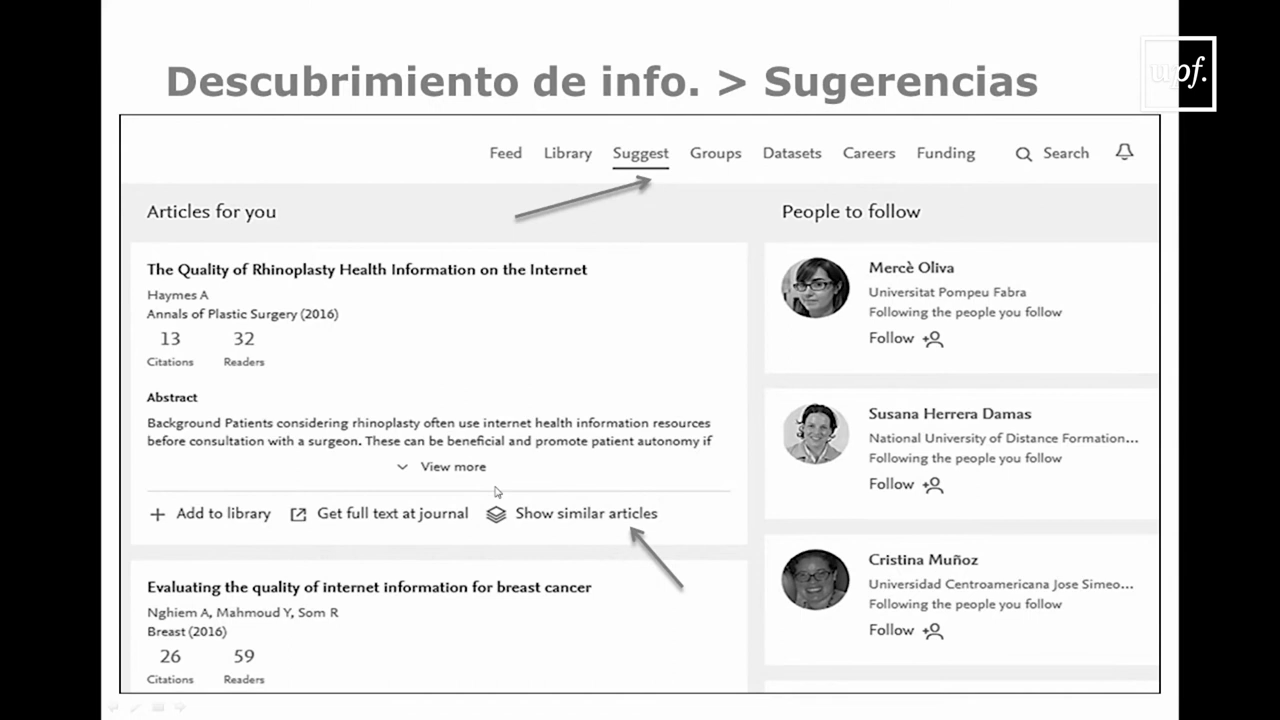 Descubrimiento de info. > Sugerencias
upf.
Feed Library Suggest Groups Datasets Careers Funding Search
Articles for you
The Quality of Rhinoplasty Health Information on the Internet
Haymes A
Annals of Plastic Surgery (2016)
13 32
Citations Readers
Abstract
Background Patients considering rhinoplasty often use internet health information resources
before consultation with a surgeon. These can be beneficial and promote patient autonomy if
View more
Add to library Get full text at journal Show similar articles
Evaluating the quality of internet information for breast cancer
Nghiem A, Mahmoud Y, Som R
Breast (2016)
26 59
Citations Readers
People to follow
Mercè Oliva
Universitat Pompeu Fabra
Following the people you follow
Follow
Susana Herrera Damas
National University of Distance Formation...
Following the people you follow
Follow
Cristina Muñoz
Universidad Centroamericana Jose Simeo...
Following the people you follow
Follow